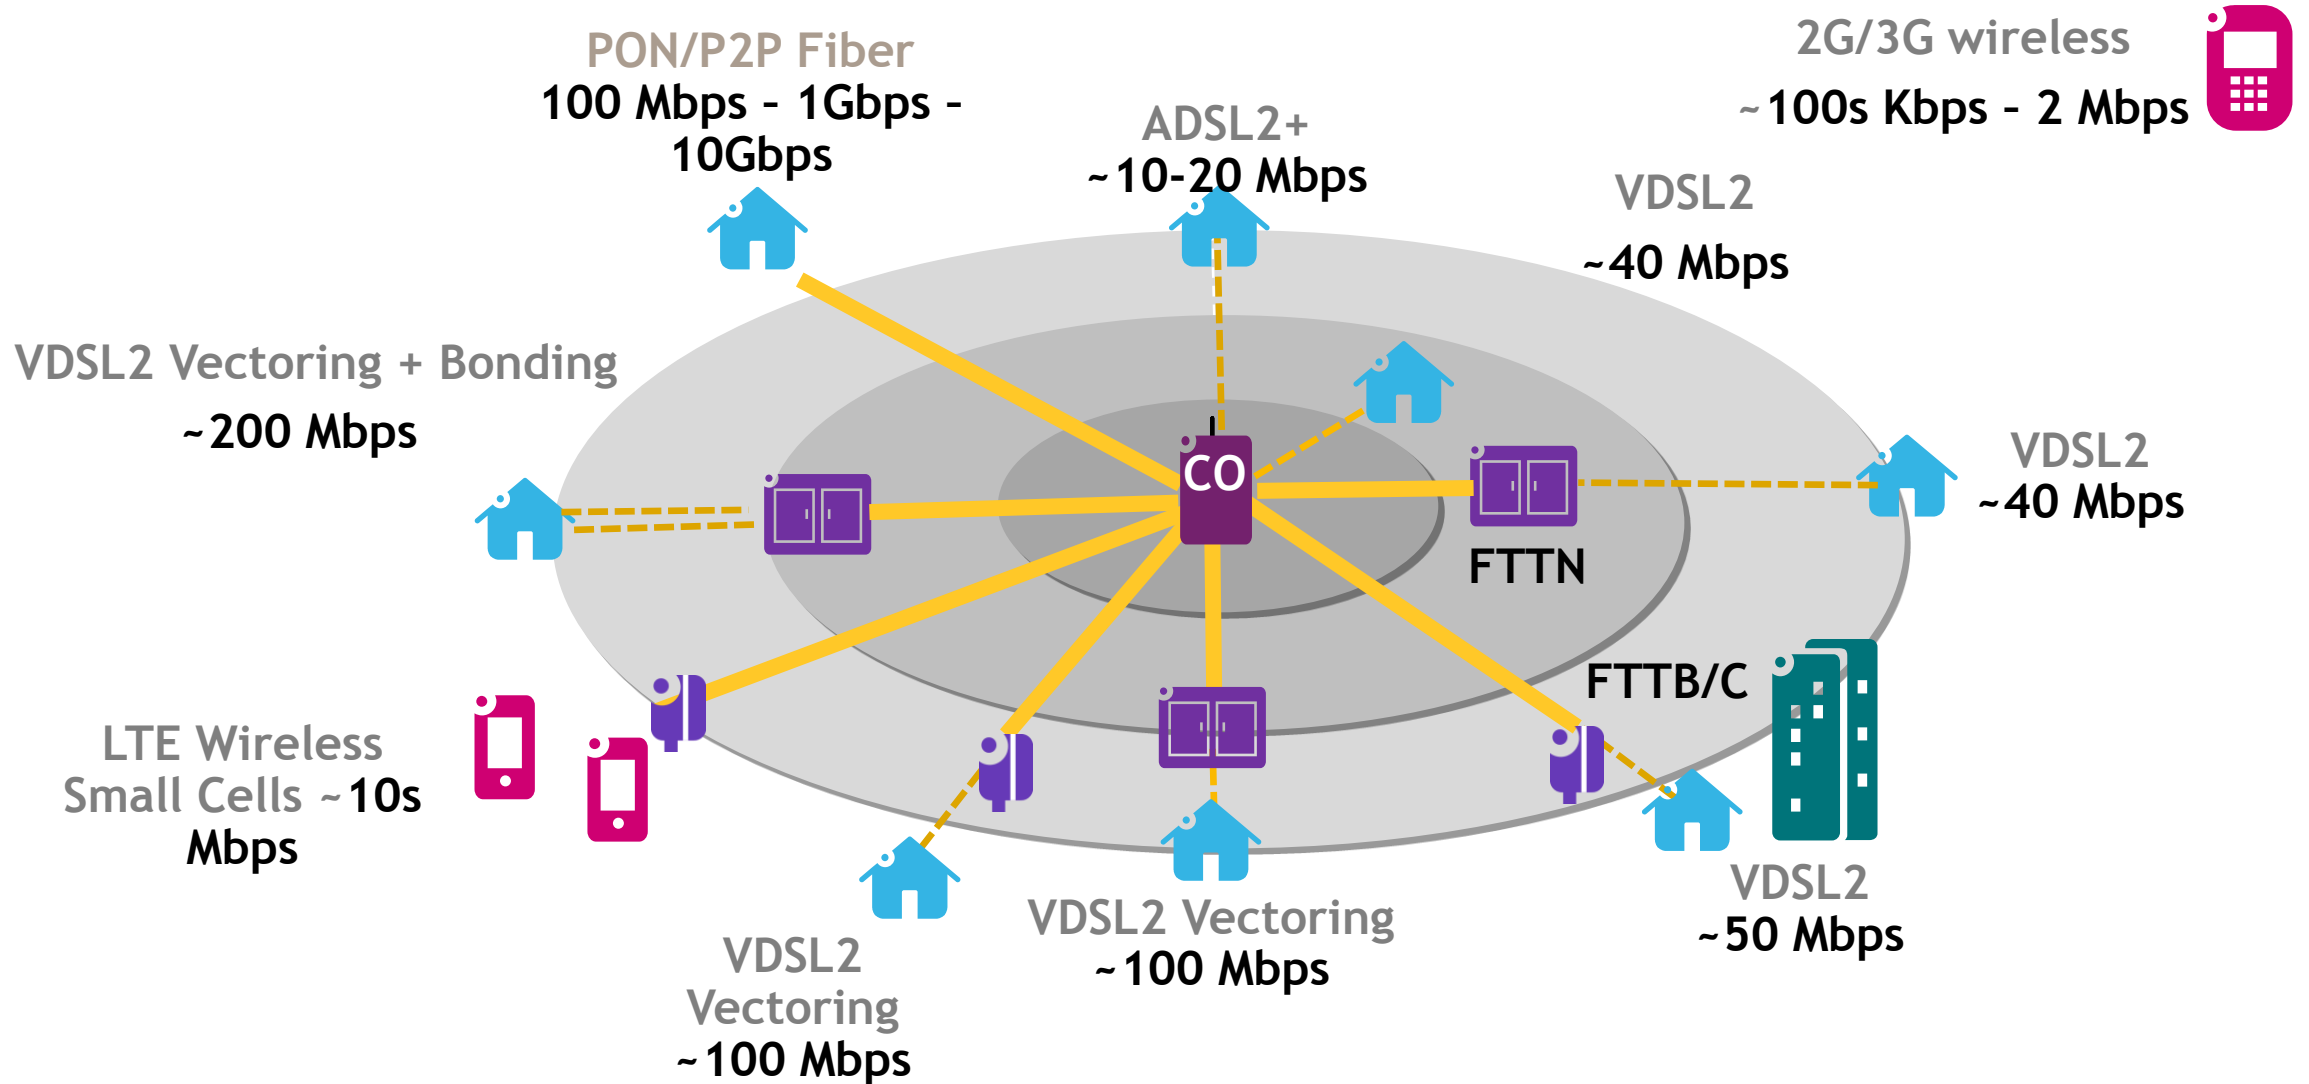 PON/P2P Fiber
100 Mbps – 1Gbps –
10Gbps
ADSL2+
~10-20 Mbps
2G/3G wireless
~100s Kbps – 2 Mbps
VDSL2
~40 Mbps
VDSL2 Vectoring + Bonding
~200 Mbps
CO
VDSL2
~40 Mbps
FTTN
FTTB/C
LTE Wireless
Small Cells ~10s
Mbps
VDSL2
~50 Mbps
VDSL2 Vectoring
~100 Mbps
VDSL2
Vectoring
~100 Mbps